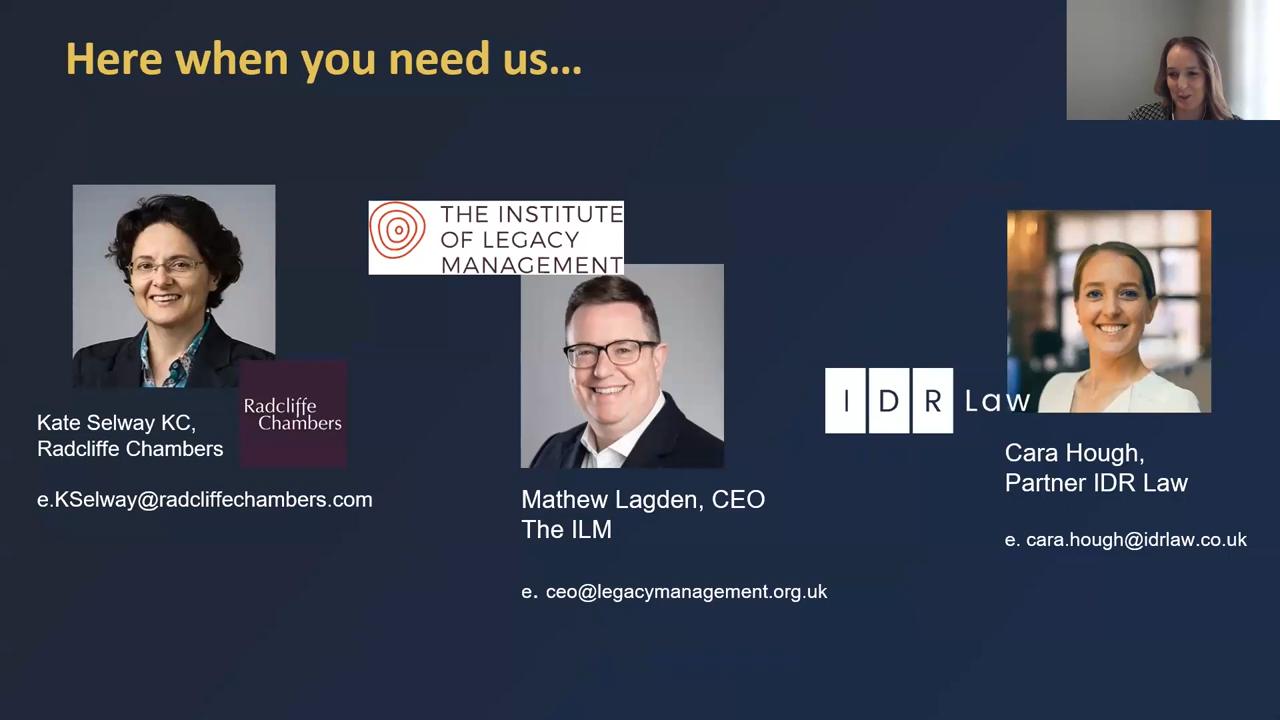 Here when you need us...
THE INSTITUTE
OF LEGACY
MANAGEMENT
Radcliffe
Chambers
Kate Selway KC,
Radcliffe Chambers
e.KSelway@radcliffechambers.com
Mathew Lagden, CEO
The ILM
e. ceo@legacymanagement.org.uk
IDR Law
Cara Hough,
Partner IDR Law
e. cara.hough@idrlaw.co.uk